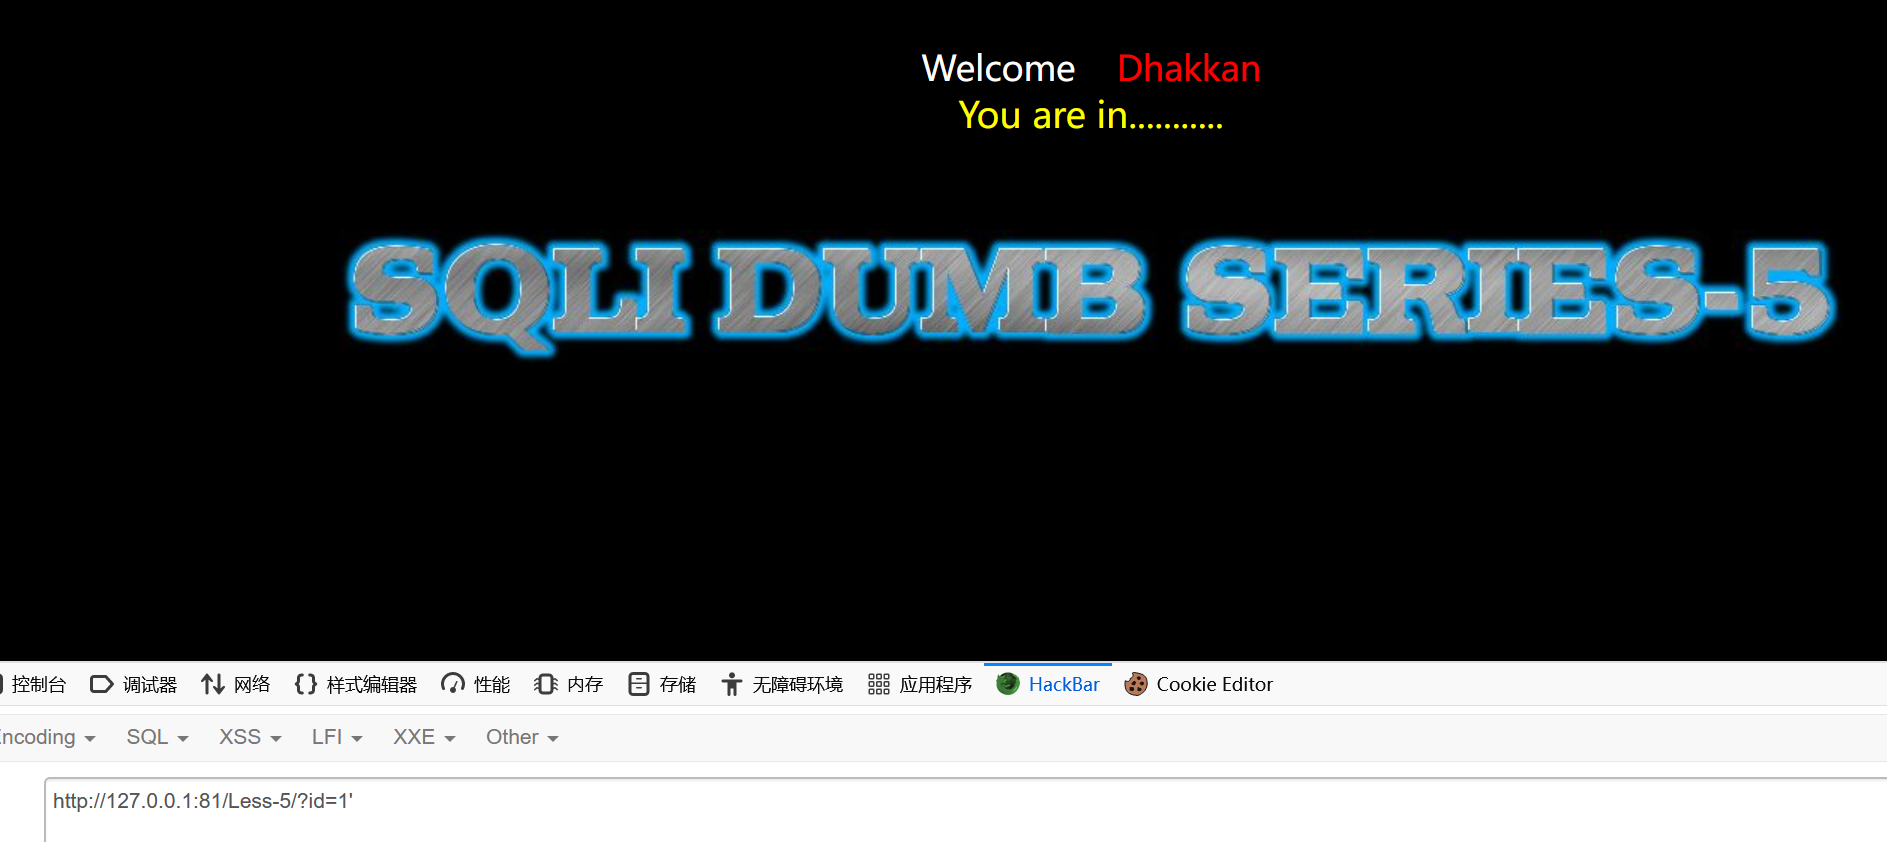 Welcome Dhakkan
You are in...........
SQLI DUMB SERIES-5
控制台 调试器 网络 样式编辑器 性能 内存 存储 无障碍环境 应用程序 HackBar Cookie Editor
ncoding SQL XSS LFI XXE Other
http://127.0.0.1:81/Less-5/?id=1'